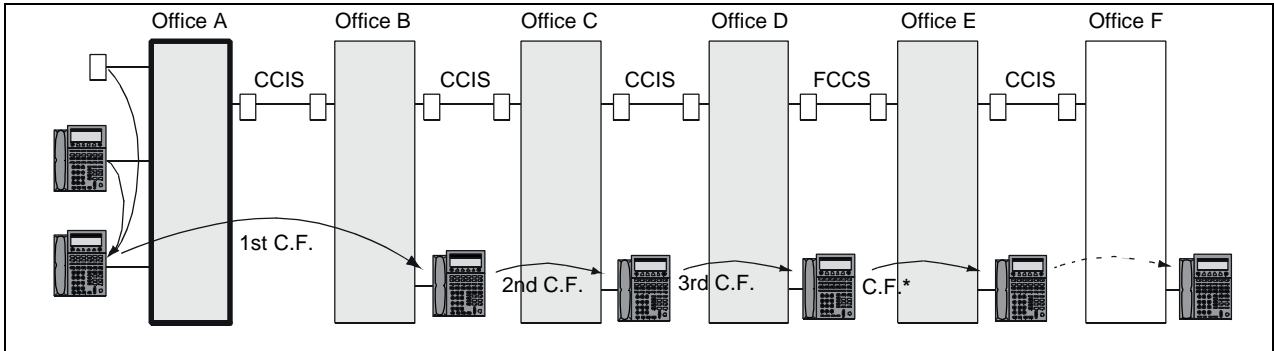 Office A Office B Office C Office D Office E Office F
CCIS CCIS CCIS FCCS CCIS
1st C.F. 2nd C.F. 3rd C.F. C.F.*